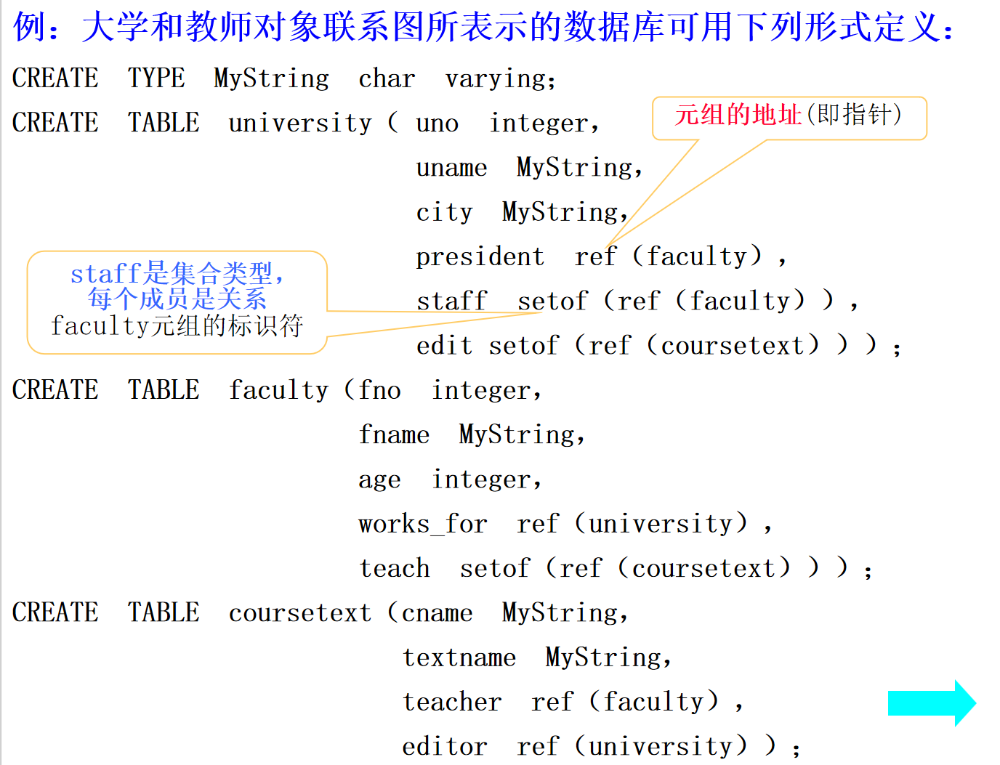 例：大学和教师对象联系图所表示的数据库可用下列形式定义：
CREATE TYPE MyString char varying；
CREATE TABLE university（ uno integer，
元组的地址(即指针)
uname MyString，
city MyString，
president ref（faculty），
staff是集合类型，
每个成员是关系
faculty元组的标识符
staff setof（ref（faculty）），
edit setof（ref（coursetext）））；
CREATE TABLE faculty（fno integer，
fname MyString，
age integer，
works_for ref（university），
teach setof（ref（coursetext）））；
CREATE TABLE coursetext（cname MyString，
textname MyString，
teacher ref（faculty），
editor ref（university））；